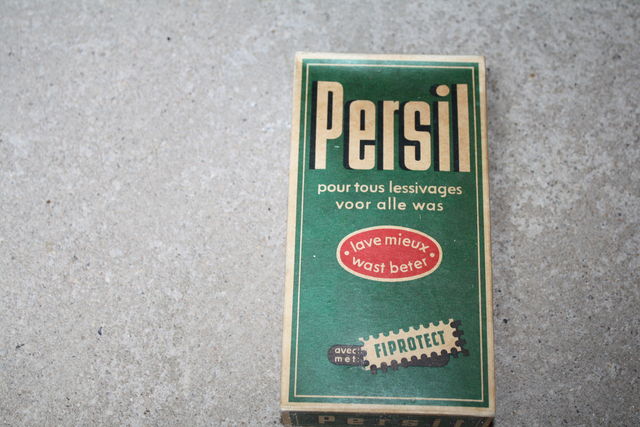 Persil
pour tous lessivages
voor alle was
lave mieux
wast beter
avec:
met:
FIPROTECT
Persil